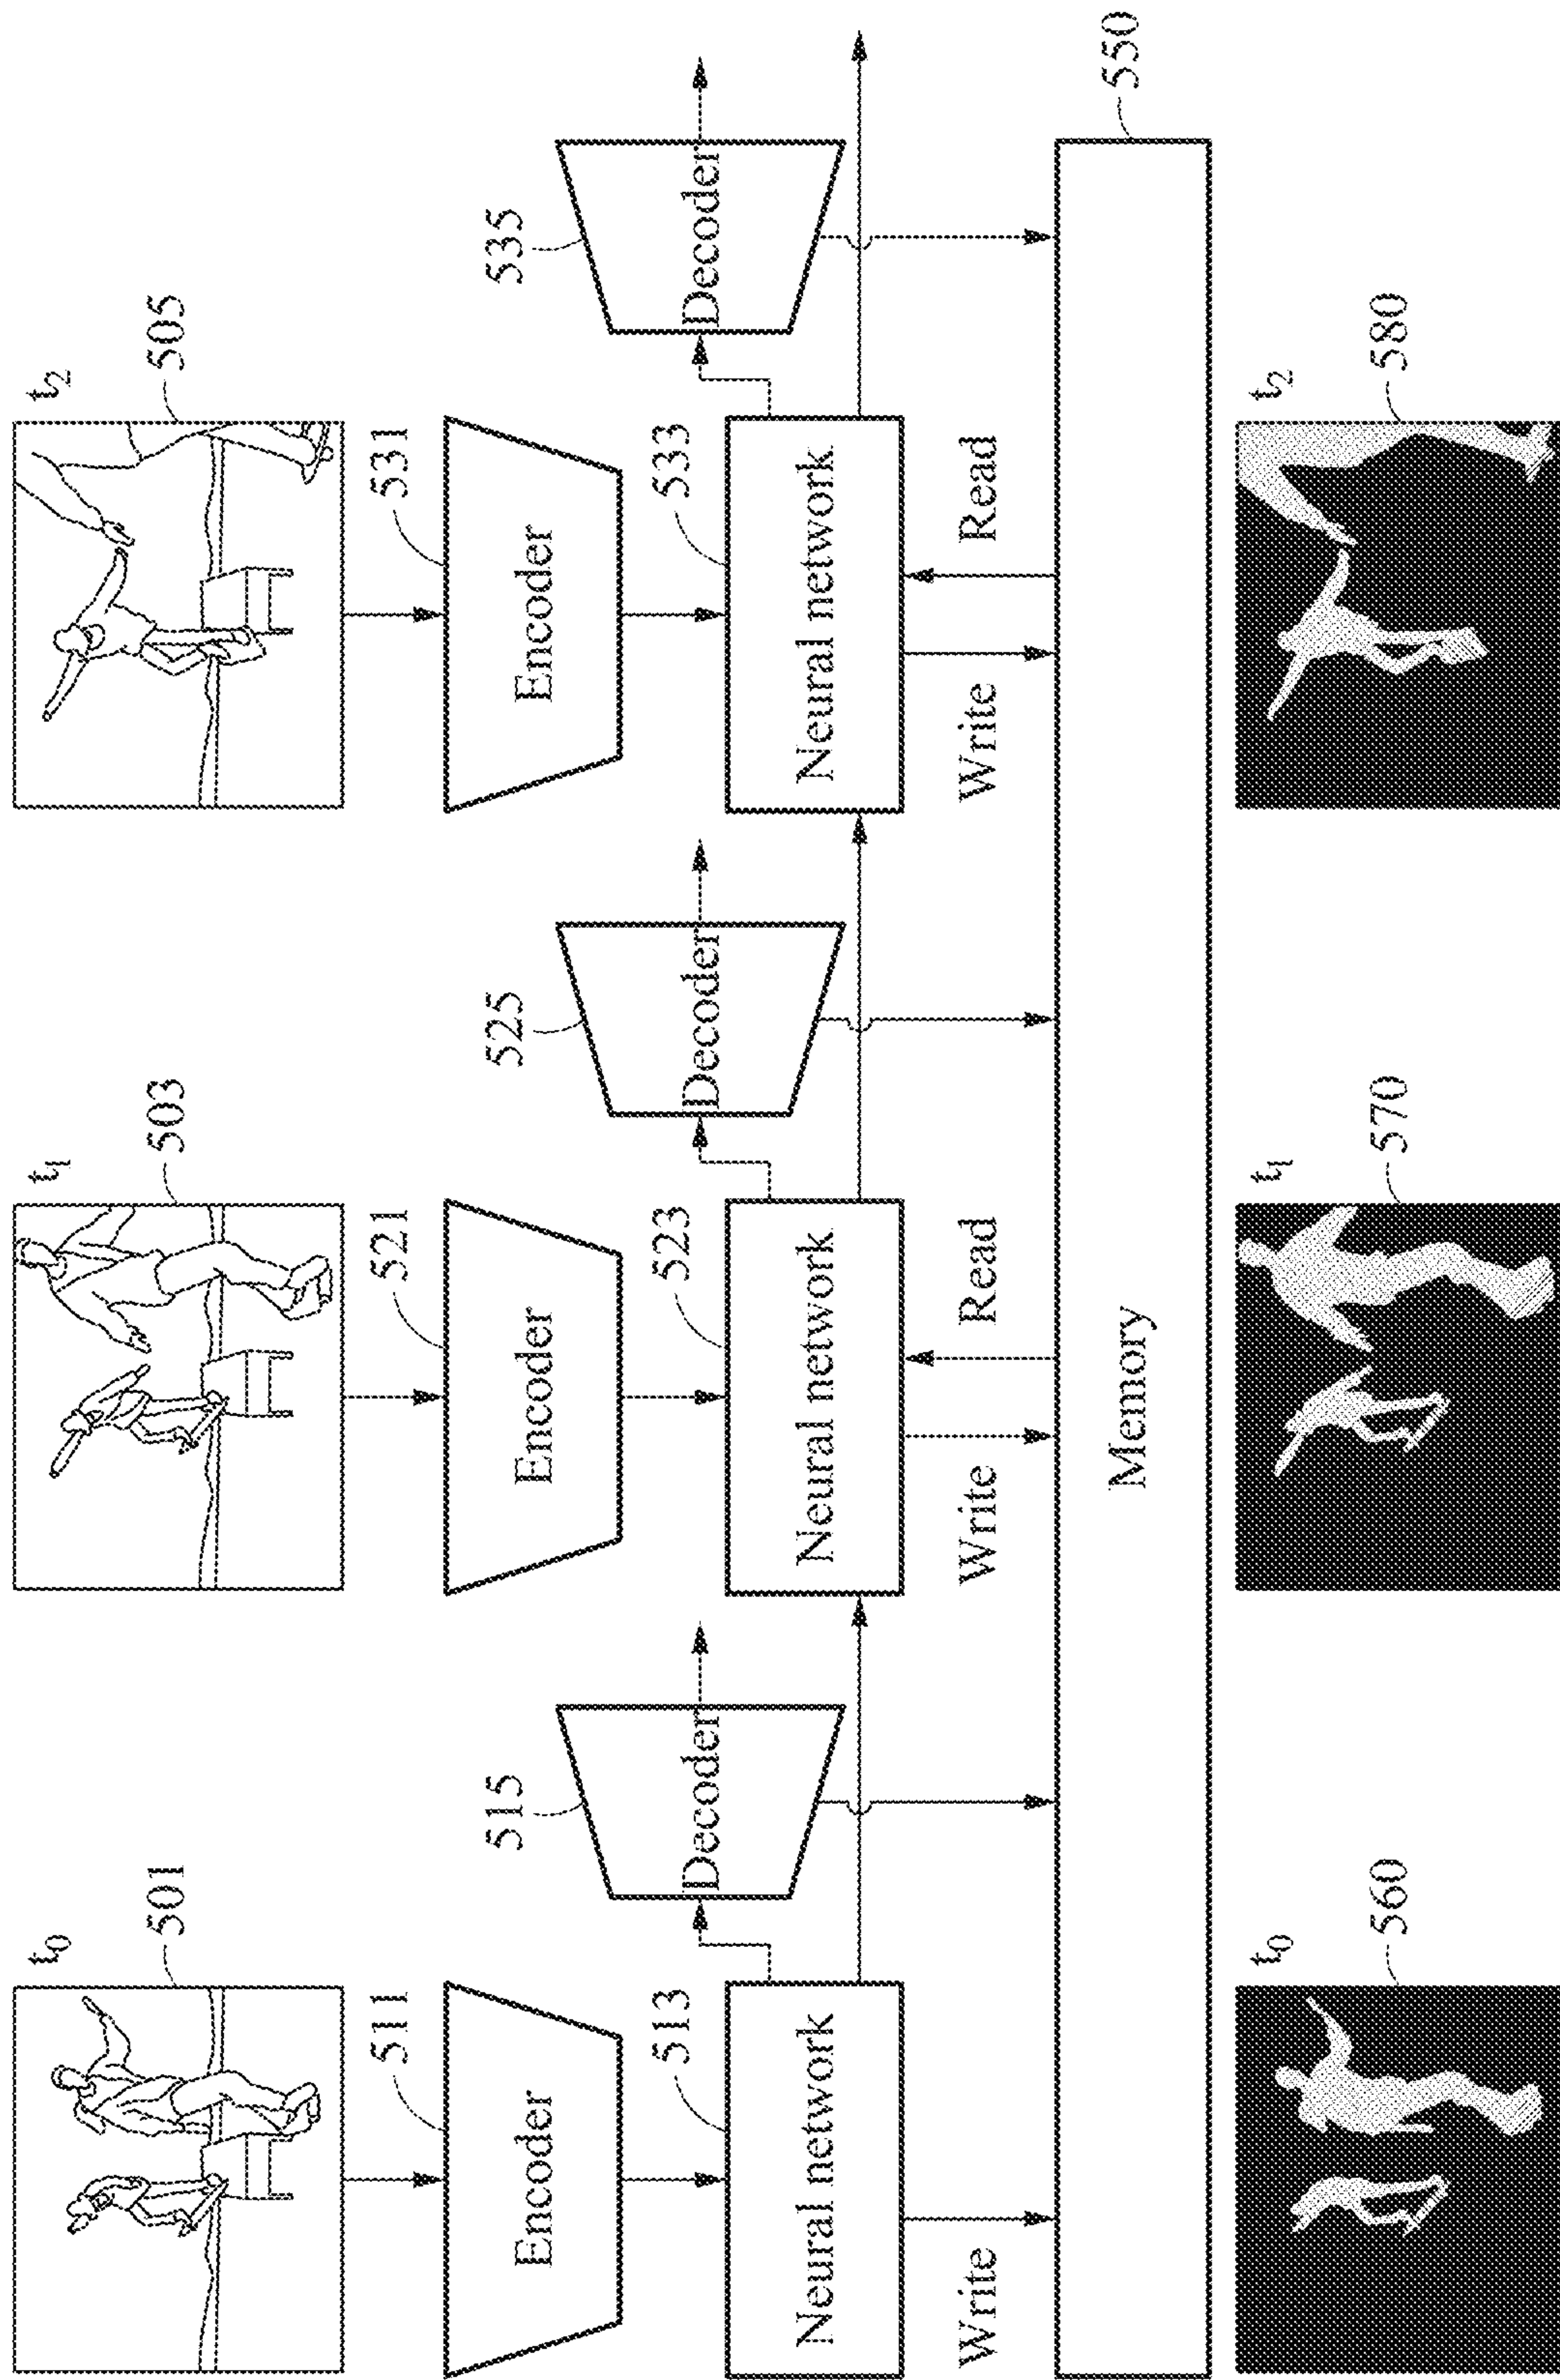 t0
501
t1
503
t2
505
511
Encoder
521
Encoder
531
Encoder
513
Neural network
515
Decoder
523
Neural network
525
Decoder
533
Neural network
535
Decoder
Write
Write
Read
Write
Read
Memory
550
t0
560
t1
570
t2
580